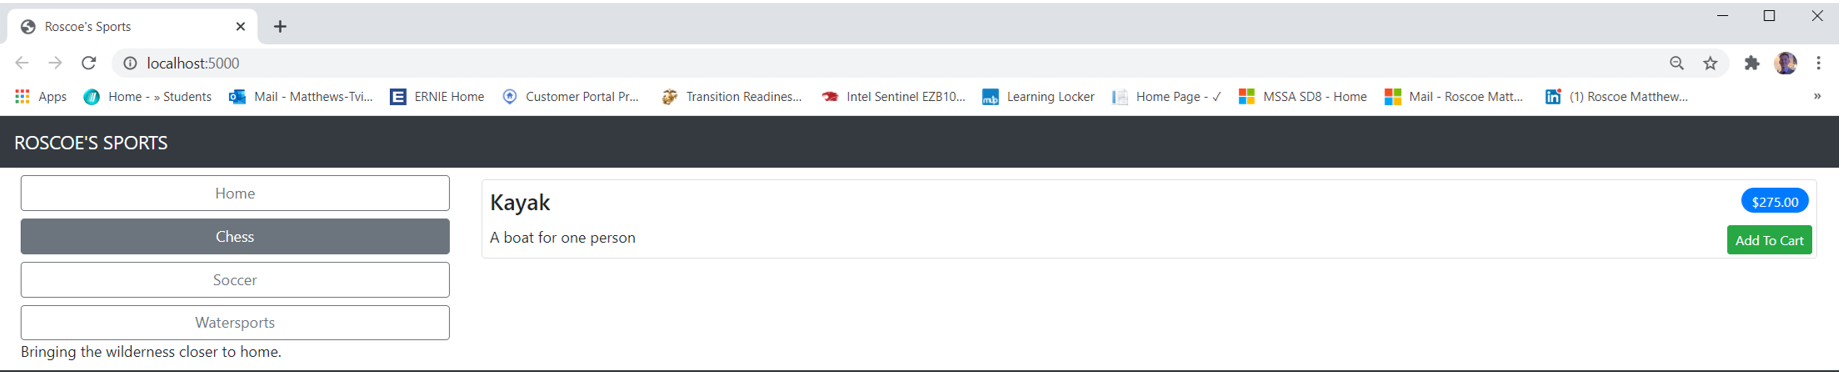 Roscoe's Sports
localhost:5000
Apps Home - » Students Mail - Matthews-Tvi... ERNIE Home Customer Portal Pr... Transition Readines... Intel Sentinel EZB10... Learning Locker Home Page - ✓ MSSA SD8 - Home Mail - Roscoe Matt... (1) Roscoe Matthew... »
ROSCOE'S SPORTS
Home
Chess
Soccer
Watersports
Bringing the wilderness closer to home.
Kayak $275.00
A boat for one person Add To Cart